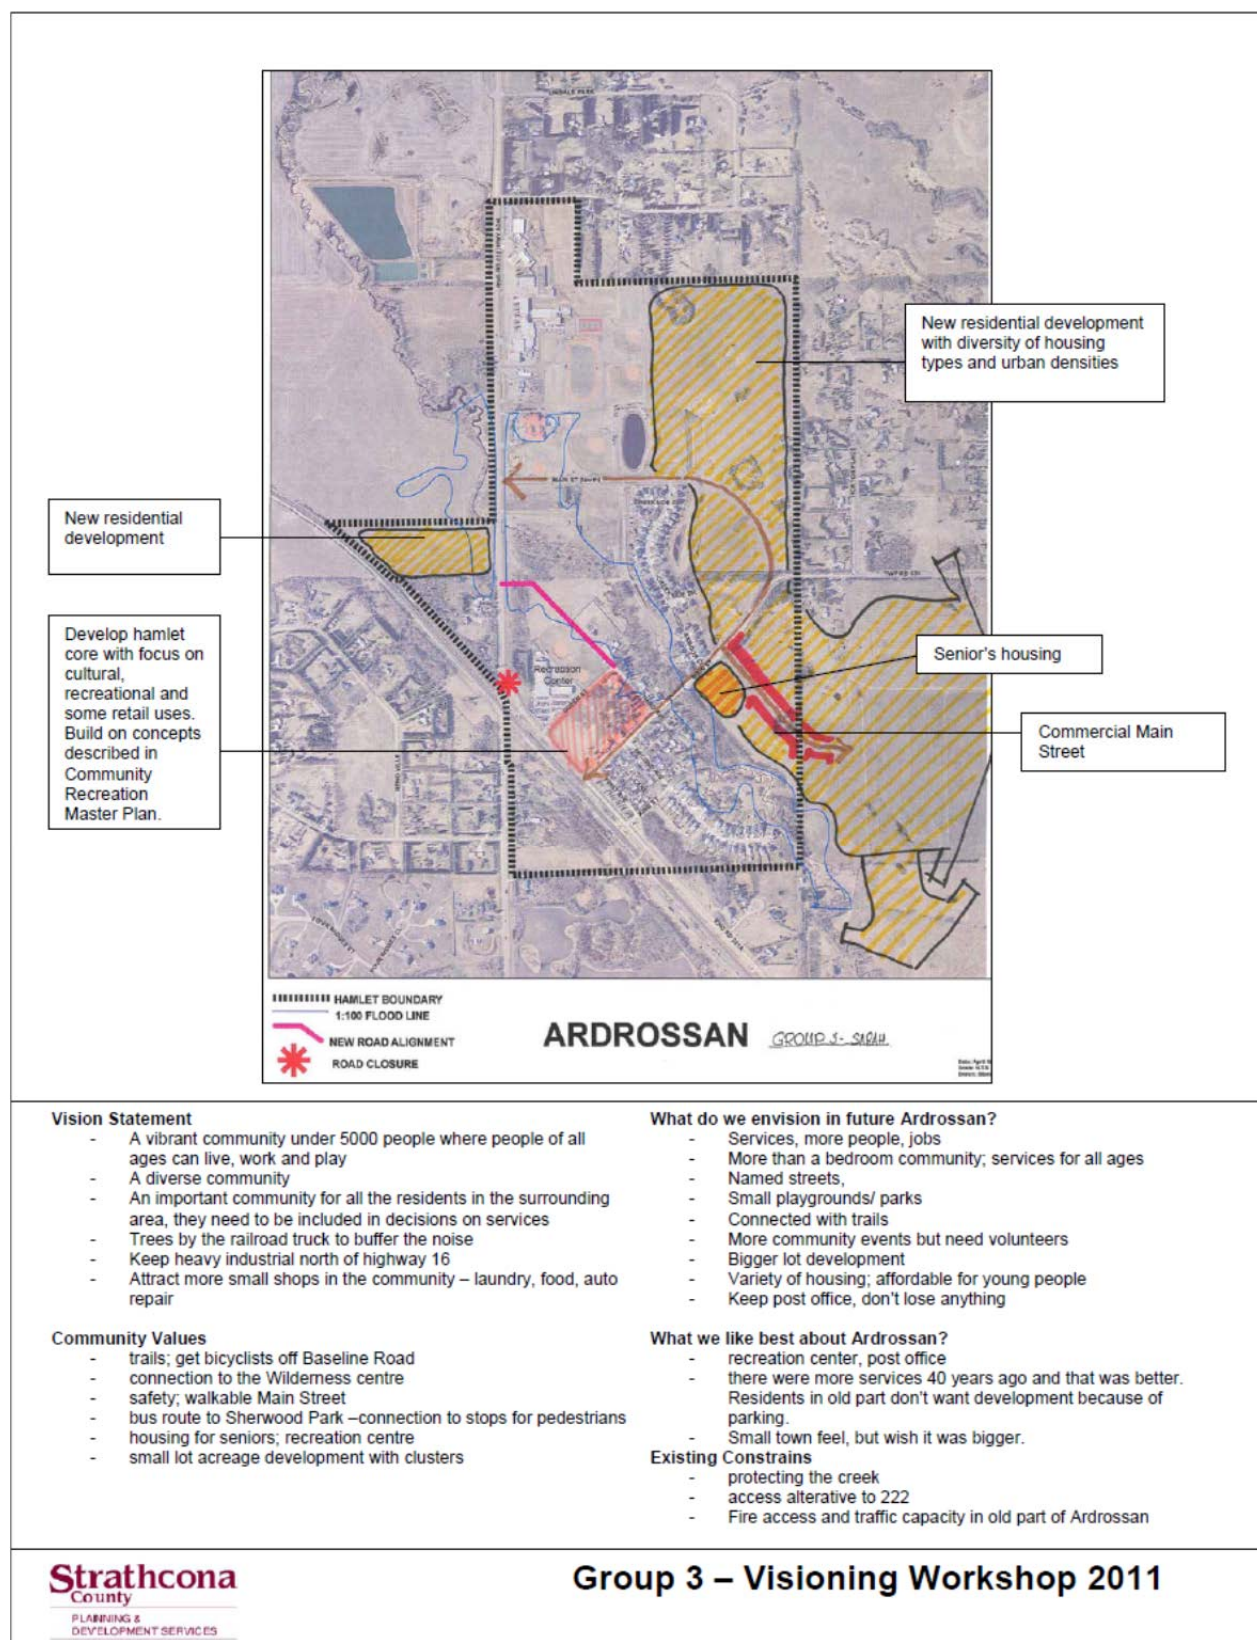 New residential development
with diversity of housing
types and urban densities
New residential
development
Develop hamlet
core with focus on
cultural,
recreational and
some retail uses.
Build on concepts
described in
Community
Recreation
Master Plan.
Recreation
Center
Senior's housing
Commercial Main
Street
HAMLET BOUNDARY
1:100 FLOOD LINE
NEW ROAD ALIGNMENT
ROAD CLOSURE
ARDROSSAN
GROUP 3- SARAH
Vision Statement
- A vibrant community under 5000 people where people of all
ages can live, work and play
- A diverse community
- An important community for all the residents in the surrounding
area, they need to be included in decisions on services
- Trees by the railroad truck to buffer the noise
- Keep heavy industrial north of highway 16
- Attract more small shops in the community – laundry, food, auto
repair
Community Values
- trails; get bicyclists off Baseline Road
- connection to the Wilderness centre
- safety; walkable Main Street
- bus route to Sherwood Park –connection to stops for pedestrians
- housing for seniors; recreation centre
- small lot acreage development with clusters
What do we envision in future Ardrossan?
- Services, more people, jobs
- More than a bedroom community; services for all ages
- Named streets,
- Small playgrounds/ parks
- Connected with trails
- More community events but need volunteers
- Bigger lot development
- Variety of housing; affordable for young people
- Keep post office, don't lose anything
What we like best about Ardrossan?
- recreation center, post office
- there were more services 40 years ago and that was better.
Residents in old part don't want development because of
parking.
- Small town feel, but wish it was bigger.
Existing Constrains
- protecting the creek
- access alterative to 222
- Fire access and traffic capacity in old part of Ardrossan
Strathcona
County
PLANNING &
DEVELOPMENT SERVICES
Group 3 – Visioning Workshop 2011